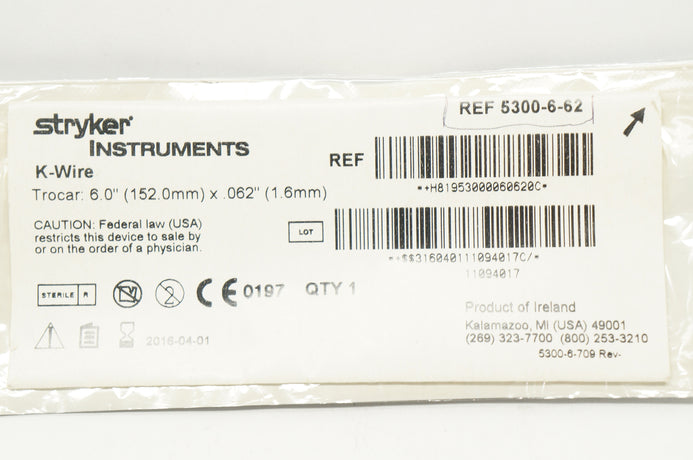 REF 5300-6-62
stryker
INSTRUMENTS
K-Wire
REF
*+H81953000060620C*
Trocar: 6.0" (152.0mm) x .062" (1.6mm)
CAUTION: Federal law (USA)
restricts this device to sale by
or on the order of a physician.
LOT
*+$$316040111094017C/*
11094017
STERILE R
2
CE 0197 QTY 1
2016-04-01
Product of Ireland
Kalamazoo, MI (USA) 49001
(269) 323-7700 (800) 253-3210
5300-6-709 Rev-